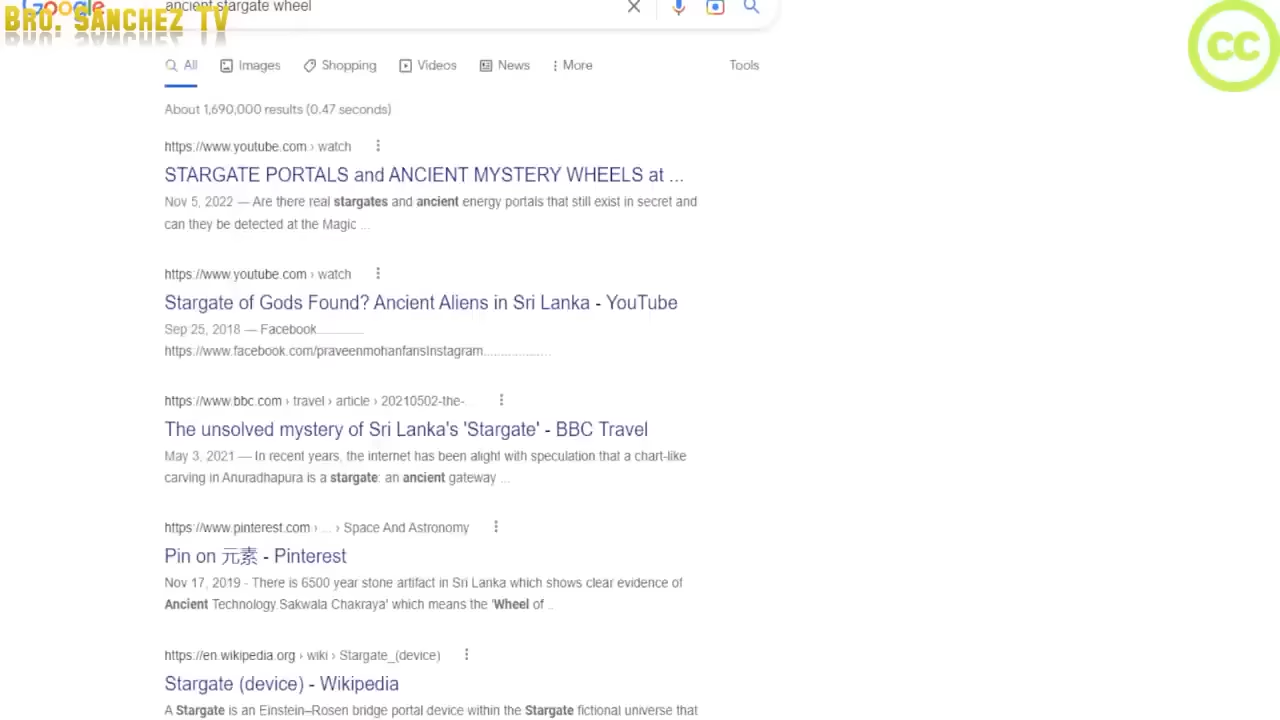 BRO. SANCHEZ TV
Google
ancient stargate wheel
CC
All Images Shopping Videos News More Tools
About 1,690,000 results (0.47 seconds)
https://www.youtube.com › watch
STARGATE PORTALS and ANCIENT MYSTERY WHEELS at ...
Nov 5, 2022 — Are there real stargates and ancient energy portals that still exist in secret and
can they be detected at the Magic ...
https://www.youtube.com › watch
Stargate of Gods Found? Ancient Aliens in Sri Lanka - YouTube
Sep 25, 2018 — Facebook..................
https://www.facebook.com/praveenmohanfansInstagram..................
https://www.bbc.com › travel › article › 20210502-the-
The unsolved mystery of Sri Lanka's 'Stargate' - BBC Travel
May 3, 2021 — In recent years, the internet has been alight with speculation that a chart-like
carving in Anuradhapura is a stargate: an ancient gateway ...
https://www.pinterest.com › ... › Space And Astronomy
Pin on 元素 - Pinterest
Nov 17, 2019 - There is 6500 year stone artifact in Sri Lanka which shows clear evidence of
Ancient Technology.Sakwala Chakraya' which means the 'Wheel of ..
https://en.wikipedia.org › wiki › Stargate_(device)
Stargate (device) - Wikipedia
A Stargate is an Einstein–Rosen bridge portal device within the Stargate fictional universe that